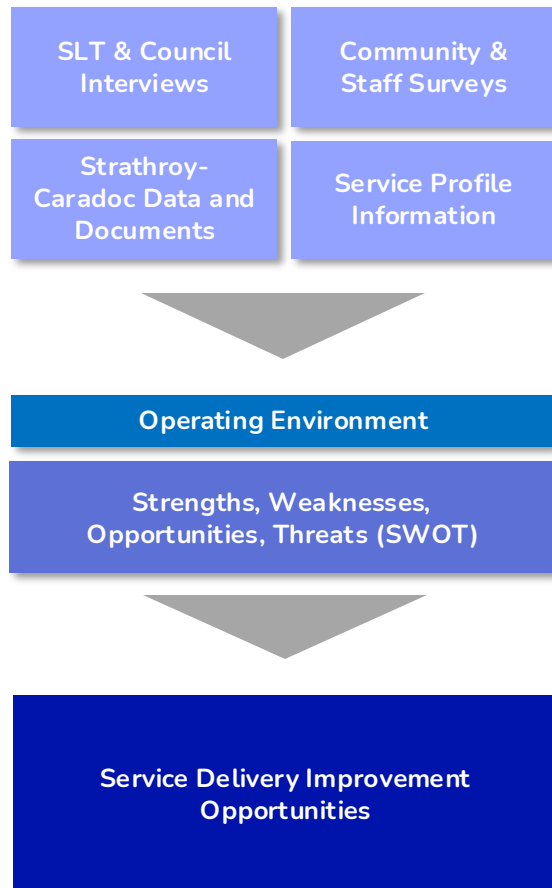 SLT & Council
Interviews
Community &
Staff Surveys
Strathroy-
Caradoc Data and
Documents
Service Profile
Information
Operating Environment
Strengths, Weaknesses,
Opportunities, Threats (SWOT)
Service Delivery Improvement
Opportunities